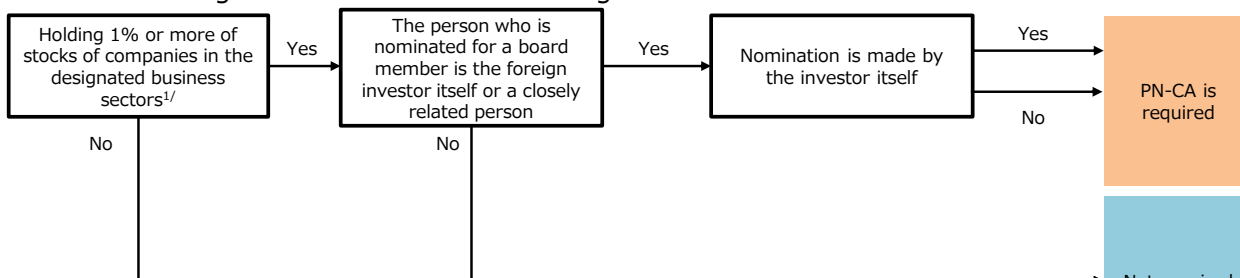 Holding 1% or more of
stocks of companies in the
designated business
sectors1/
Yes
The person who is
nominated for a board
member is the foreign
investor itself or a closely
related person
Yes
Nomination is made by
the investor itself
Yes
No
PN-CA is
required
No
No